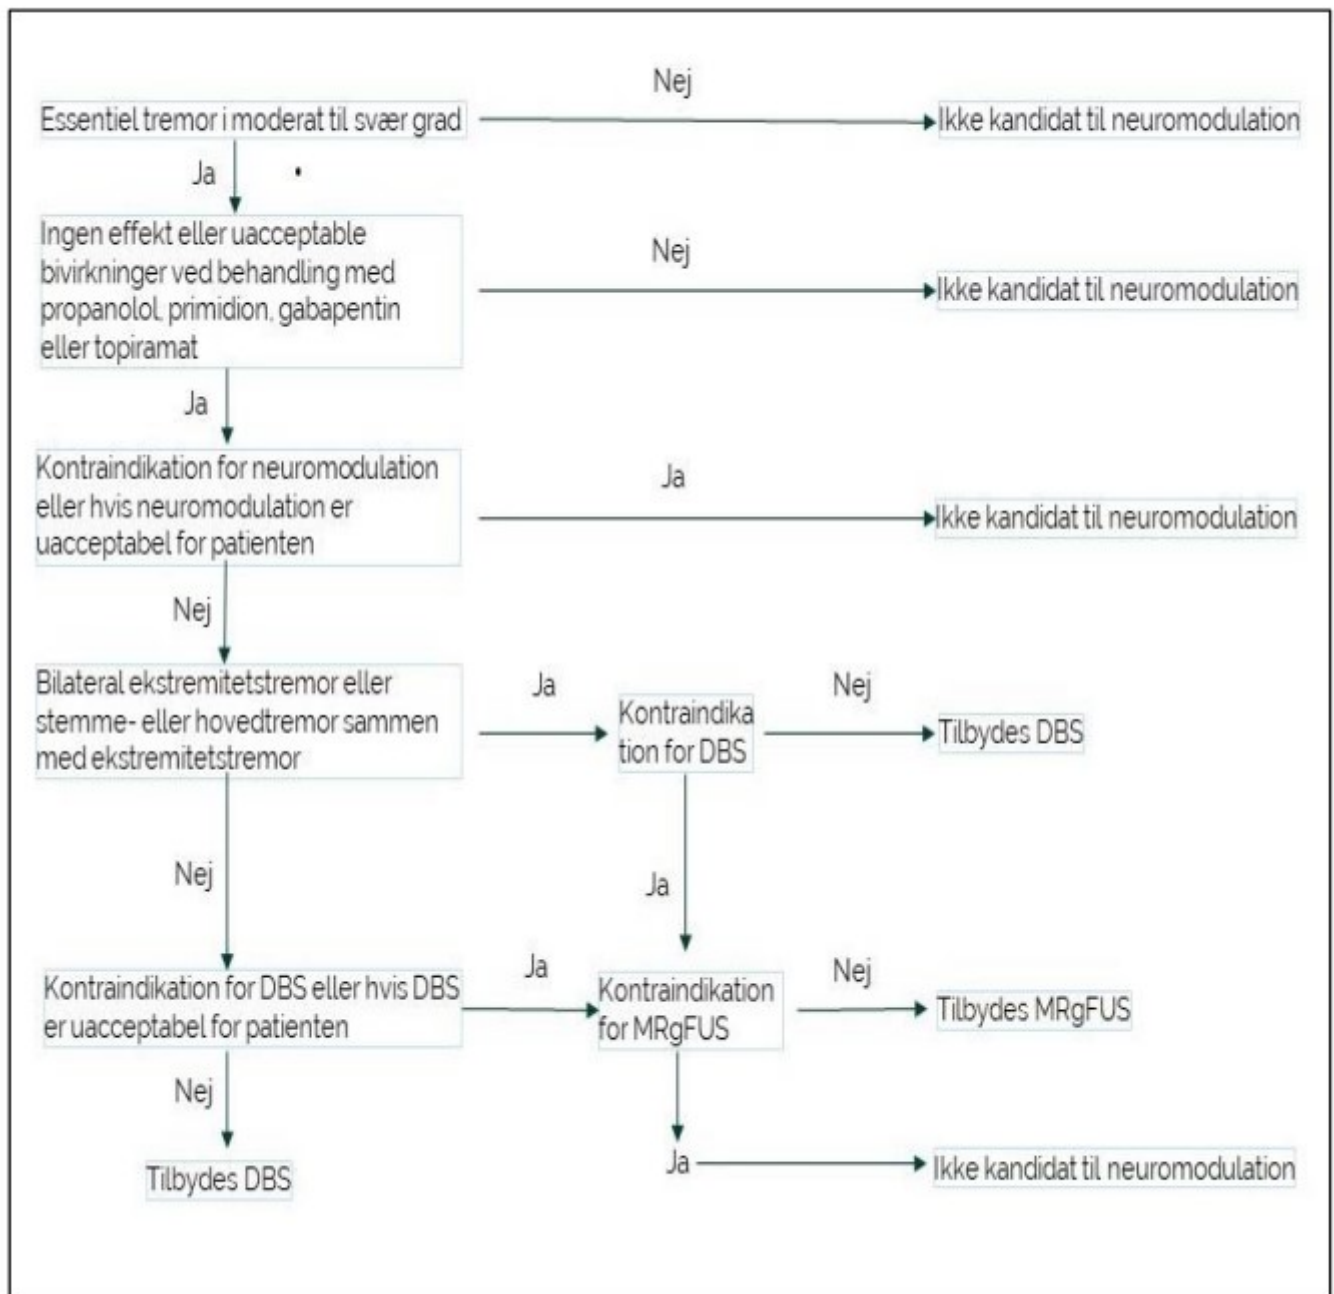 Nej
Essentiel tremor i moderat til svær grad
Ikke kandidat til neuromodulation
Ja
Ingen effekt eller uacceptable
bivirkninger ved behandling med
propanolol, primidion, gabapentin
eller topiramat
Nej
Ikke kandidat til neuromodulation
Ja
Kontraindikation for neuromodulation
eller hvis neuromodulation er
uacceptabel for patienten
Ja
Ikke kandidat til neuromodulation
Nej
Bilateral ekstremitetstremor eller
stemme- eller hovedtremor sammen
med ekstremitetstremor
Ja
Kontraindika
tion for DBS
Nej
Tilbydes DBS
Nej
Ja
Kontraindikation for DBS eller hvis DBS
er uacceptabel for patienten
Ja
Kontraindikation
for MRgFUS
Nej
Tilbydes MRgFUS
Nej
Tilbydes DBS
Ja
Ikke kandidat til neuromodulation